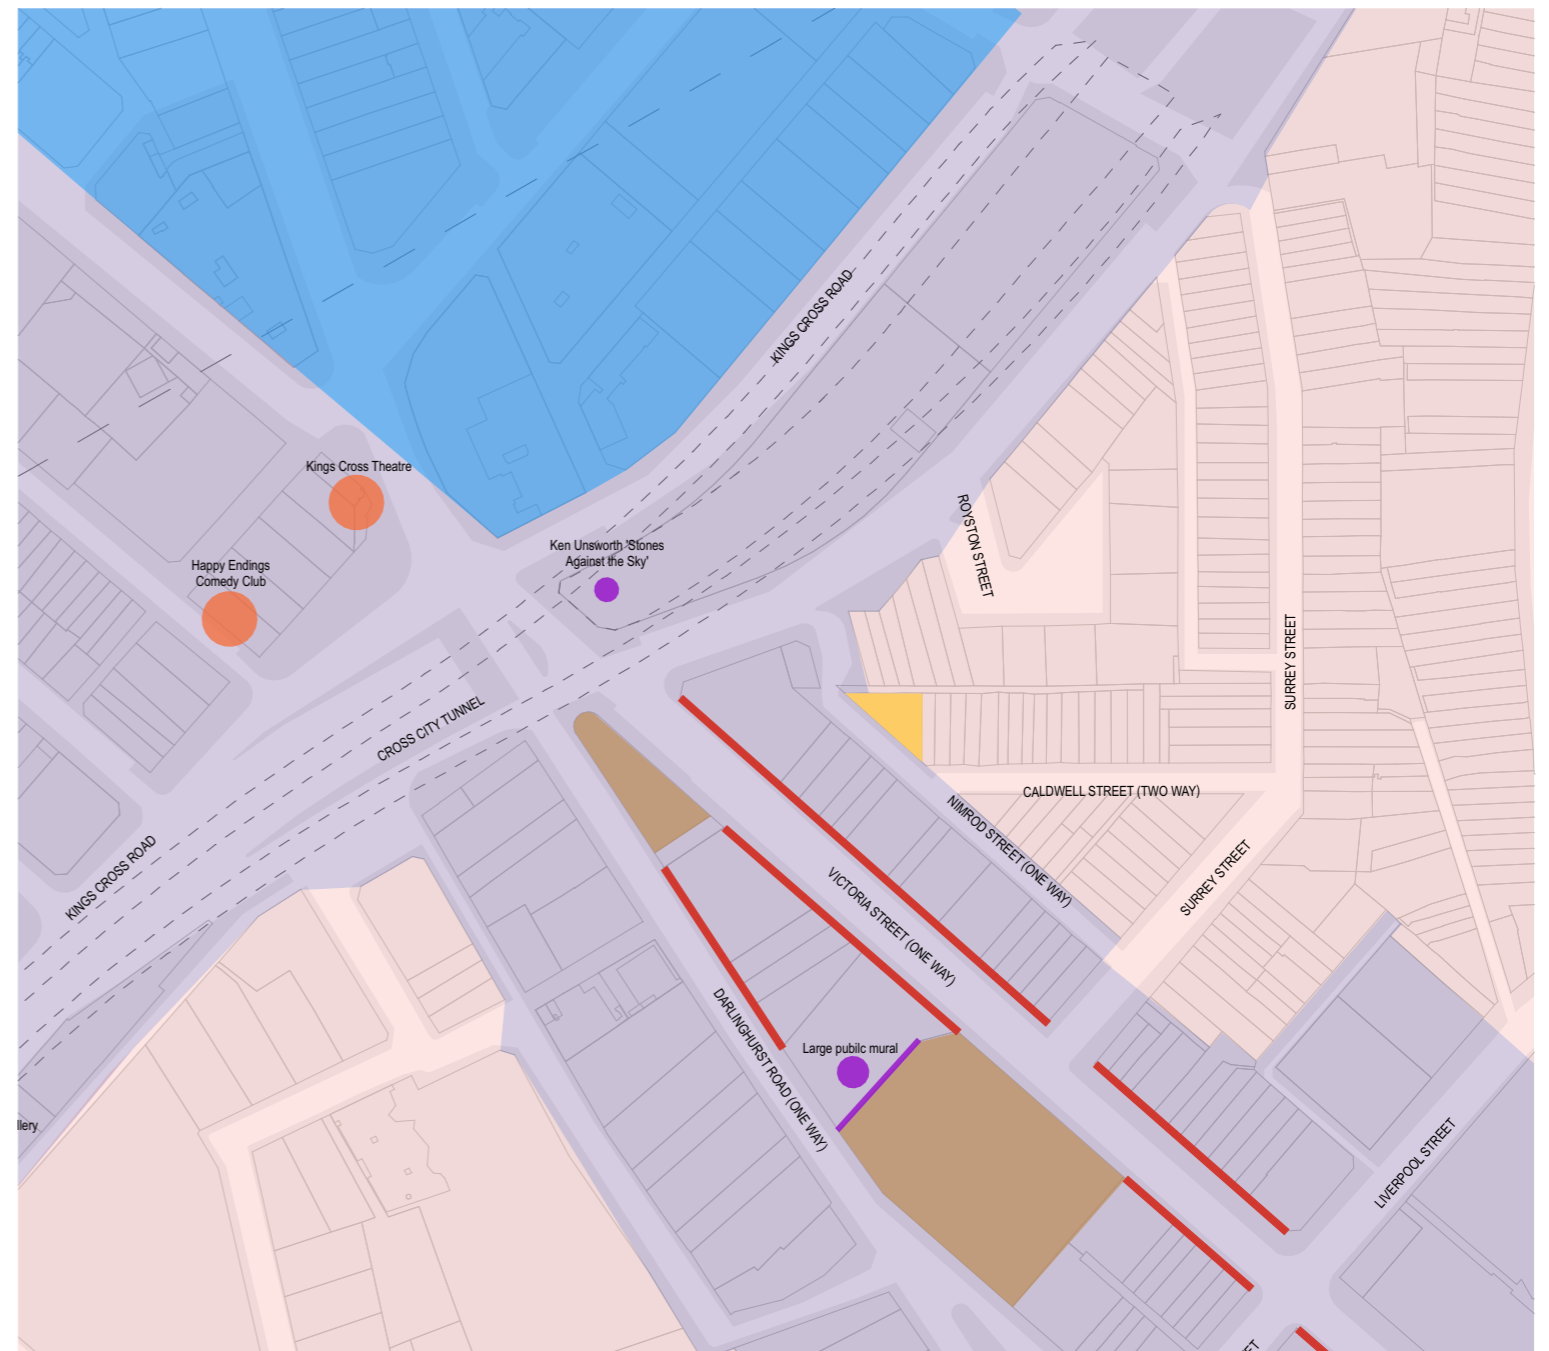 KINGS CROSS ROAD
Kings Cross Theatre
ROYSTON STREET
Ken Unsworth 'Stones
Against the Sky'
Happy Endings
Comedy Club
SURREY STREET
CROSS CITY TUNNEL
CALDWELL STREET (TWO WAY)
NIMROD STREET (ONE WAY)
KINGS CROSS ROAD
SURREY STREET
VICTORIA STREET (ONE WAY)
Large public mural
DARLINGHURST ROAD (ONE WAY)
llery
LIVERPOOL STREET